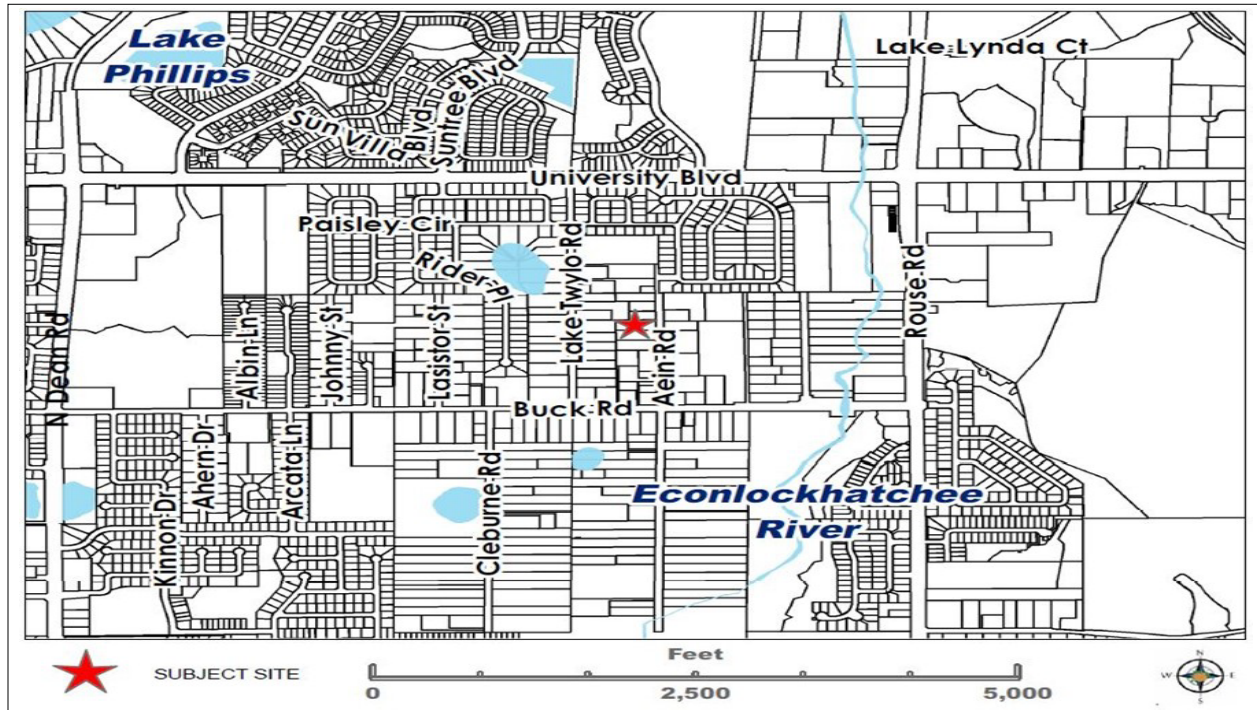 Lake
Phillips
Lake Lynda Ct
Sun Villa Blvd
Suntree Blvd
University Blvd
Paisley Cir
Rider Pl
Lake Twylo Rd
Rouse Rd
N Dean Rd
Albin Ln
Johnny St
Lasistor St
Aein Rd
Buck Rd
Ahern Dr
Arcata Ln
Kinnon Dr
Cleburne Rd
Econlockhatchee
River
SUBJECT SITE
Feet
0
2,500
5,000
N
W
E
S